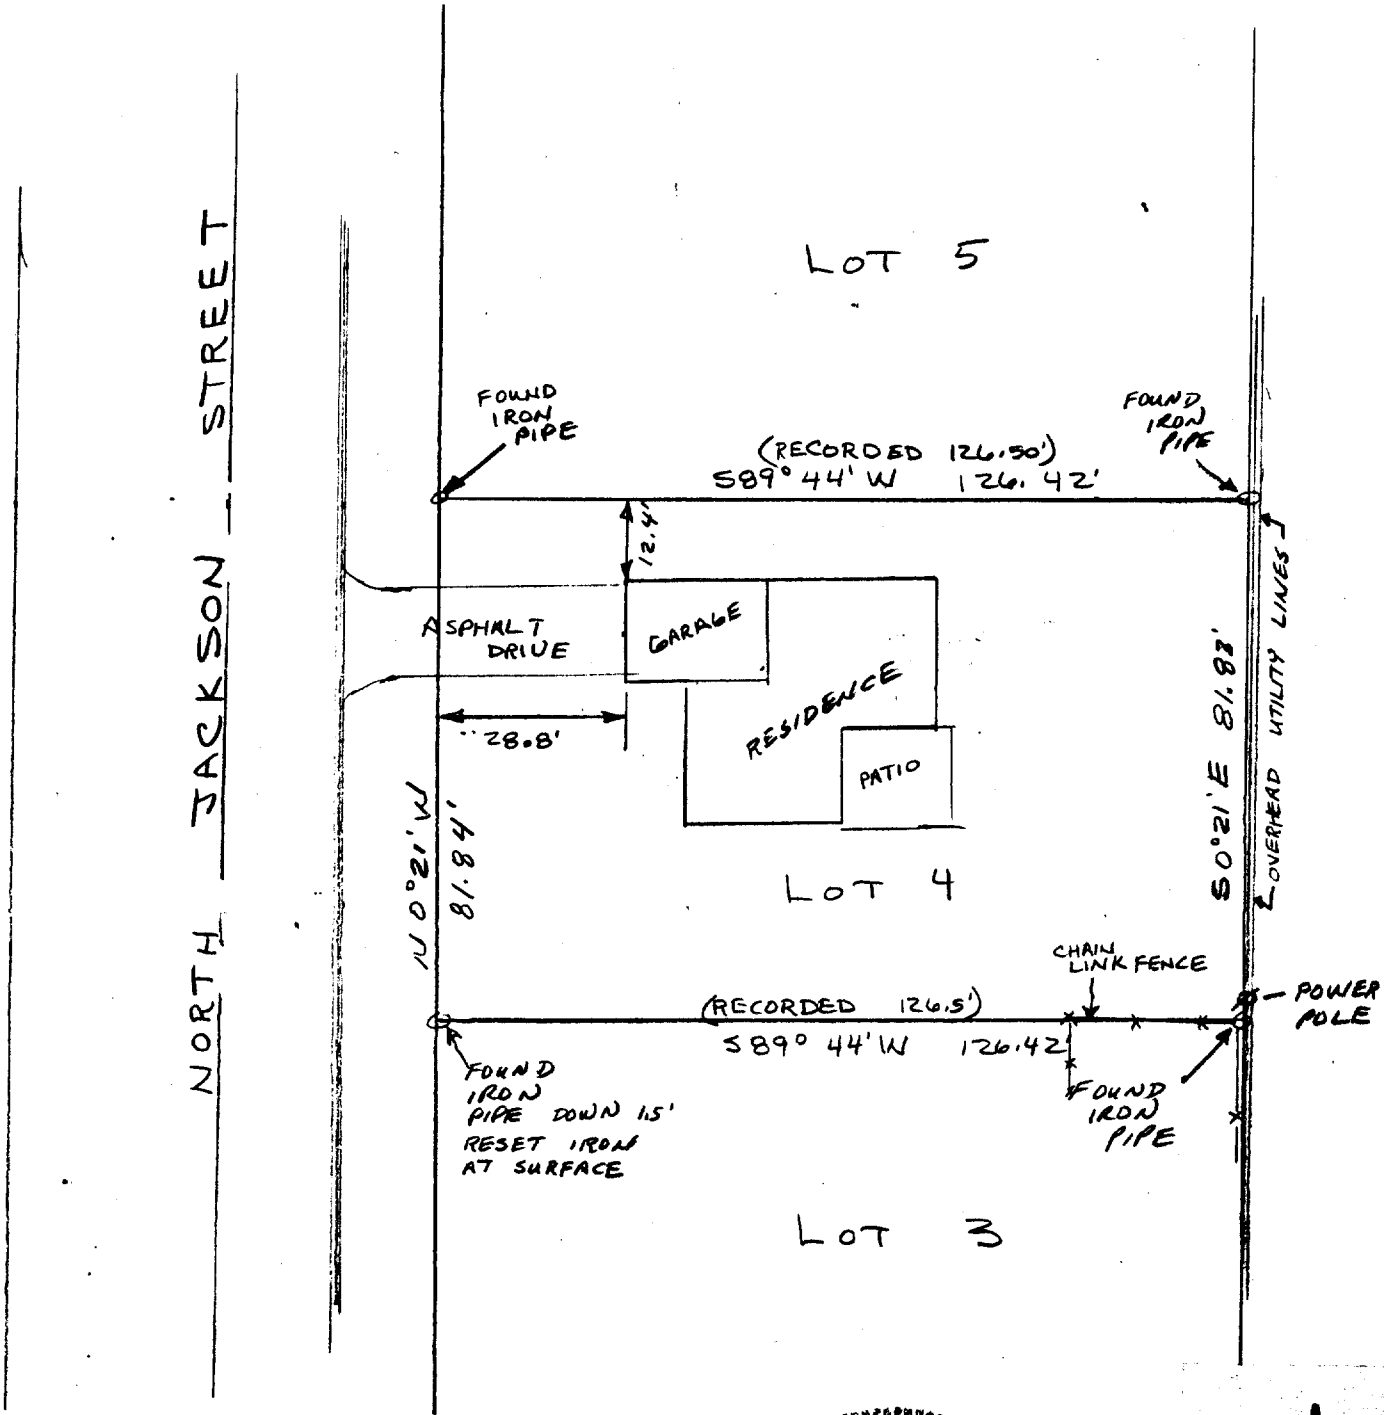 LOT 5
FOUND
IRON
PIPE
FOUND
IRON
PIPE
(RECORDED 126.50')
S89° 44' W 126.42'
12.4'
NORTH JACKSON STREET
ASPHALT
DRIVE
GARAGE
RESIDENCE
PATIO
28.8'
N 0°21' W
81.84'
S0°21' E 81.83'
OVERHEAD UTILITY LINES
LOT 4
CHAIN
LINK FENCE
POWER
POLE
(RECORDED 126.5')
S89° 44' W 126.42'
FOUND
IRON
PIPE DOWN 1.5'
RESET IRON
AT SURFACE
FOUND
IRON
PIPE
LOT 3